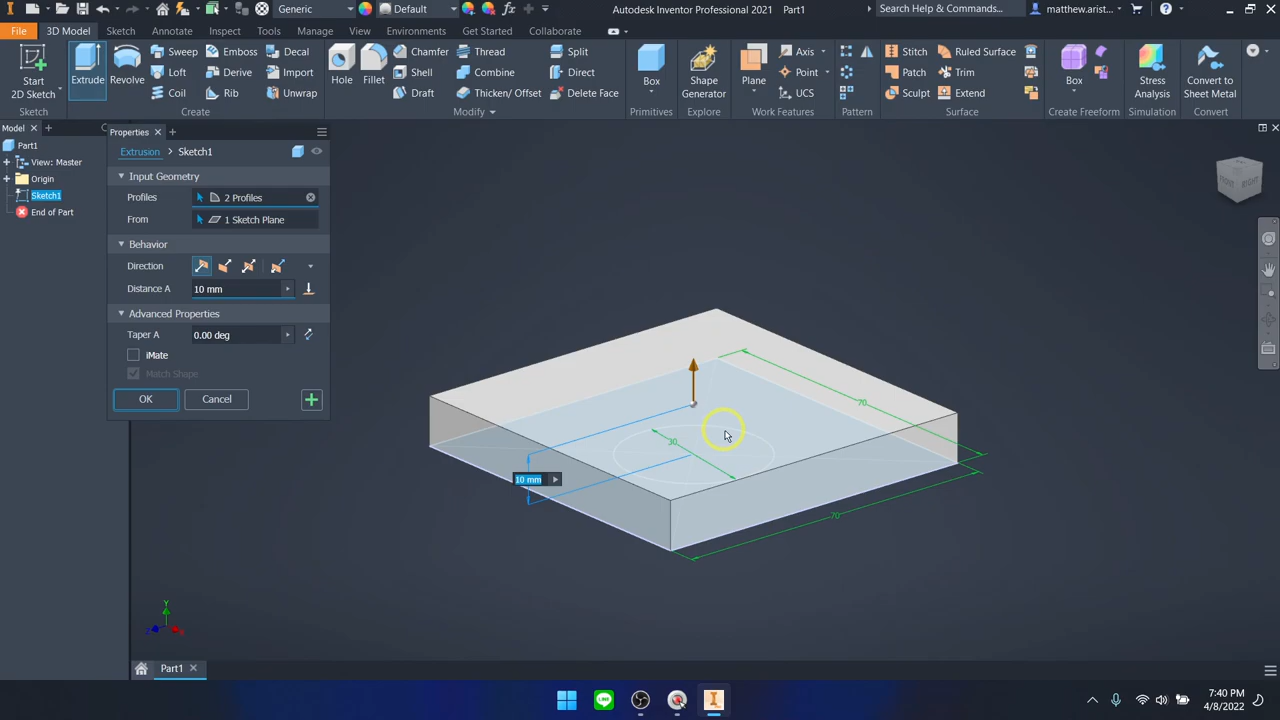 Generic
Default
Autodesk Inventor Professional 2021 Part1
Search Help & Commands...
matthew.arist...
File
3D Model
Sketch
Annotate
Inspect
Tools
Manage
View
Environments
Get Started
Collaborate
Start
2D Sketch
Extrude
Revolve
Sweep
Loft
Coil
Emboss
Derive
Rib
Decal
Import
Unwrap
Hole
Fillet
Chamfer
Shell
Draft
Thread
Combine
Thicken/ Offset
Split
Direct
Delete Face
Box
Shape
Generator
Plane
Axis
Point
UCS
Stitch
Patch
Sculpt
Ruled Surface
Trim
Extend
Box
Stress
Analysis
Convert to
Sheet Metal
Sketch
Create
Modify
Primitives
Explore
Work Features
Pattern
Surface
Create Freeform
Simulation
Convert
Model
Part1
View: Master
Origin
Sketch1
End of Part
Properties
Extrusion > Sketch1
Input Geometry
Profiles
2 Profiles
From
1 Sketch Plane
Behavior
Direction
Distance A
10 mm
Advanced Properties
Taper A
0.00 deg
iMate
Match Shape
OK
Cancel
70
30
10 mm
70
FRONT
RIGHT
Y
Z
X
Part1
LINE
7:40 PM
4/8/2022